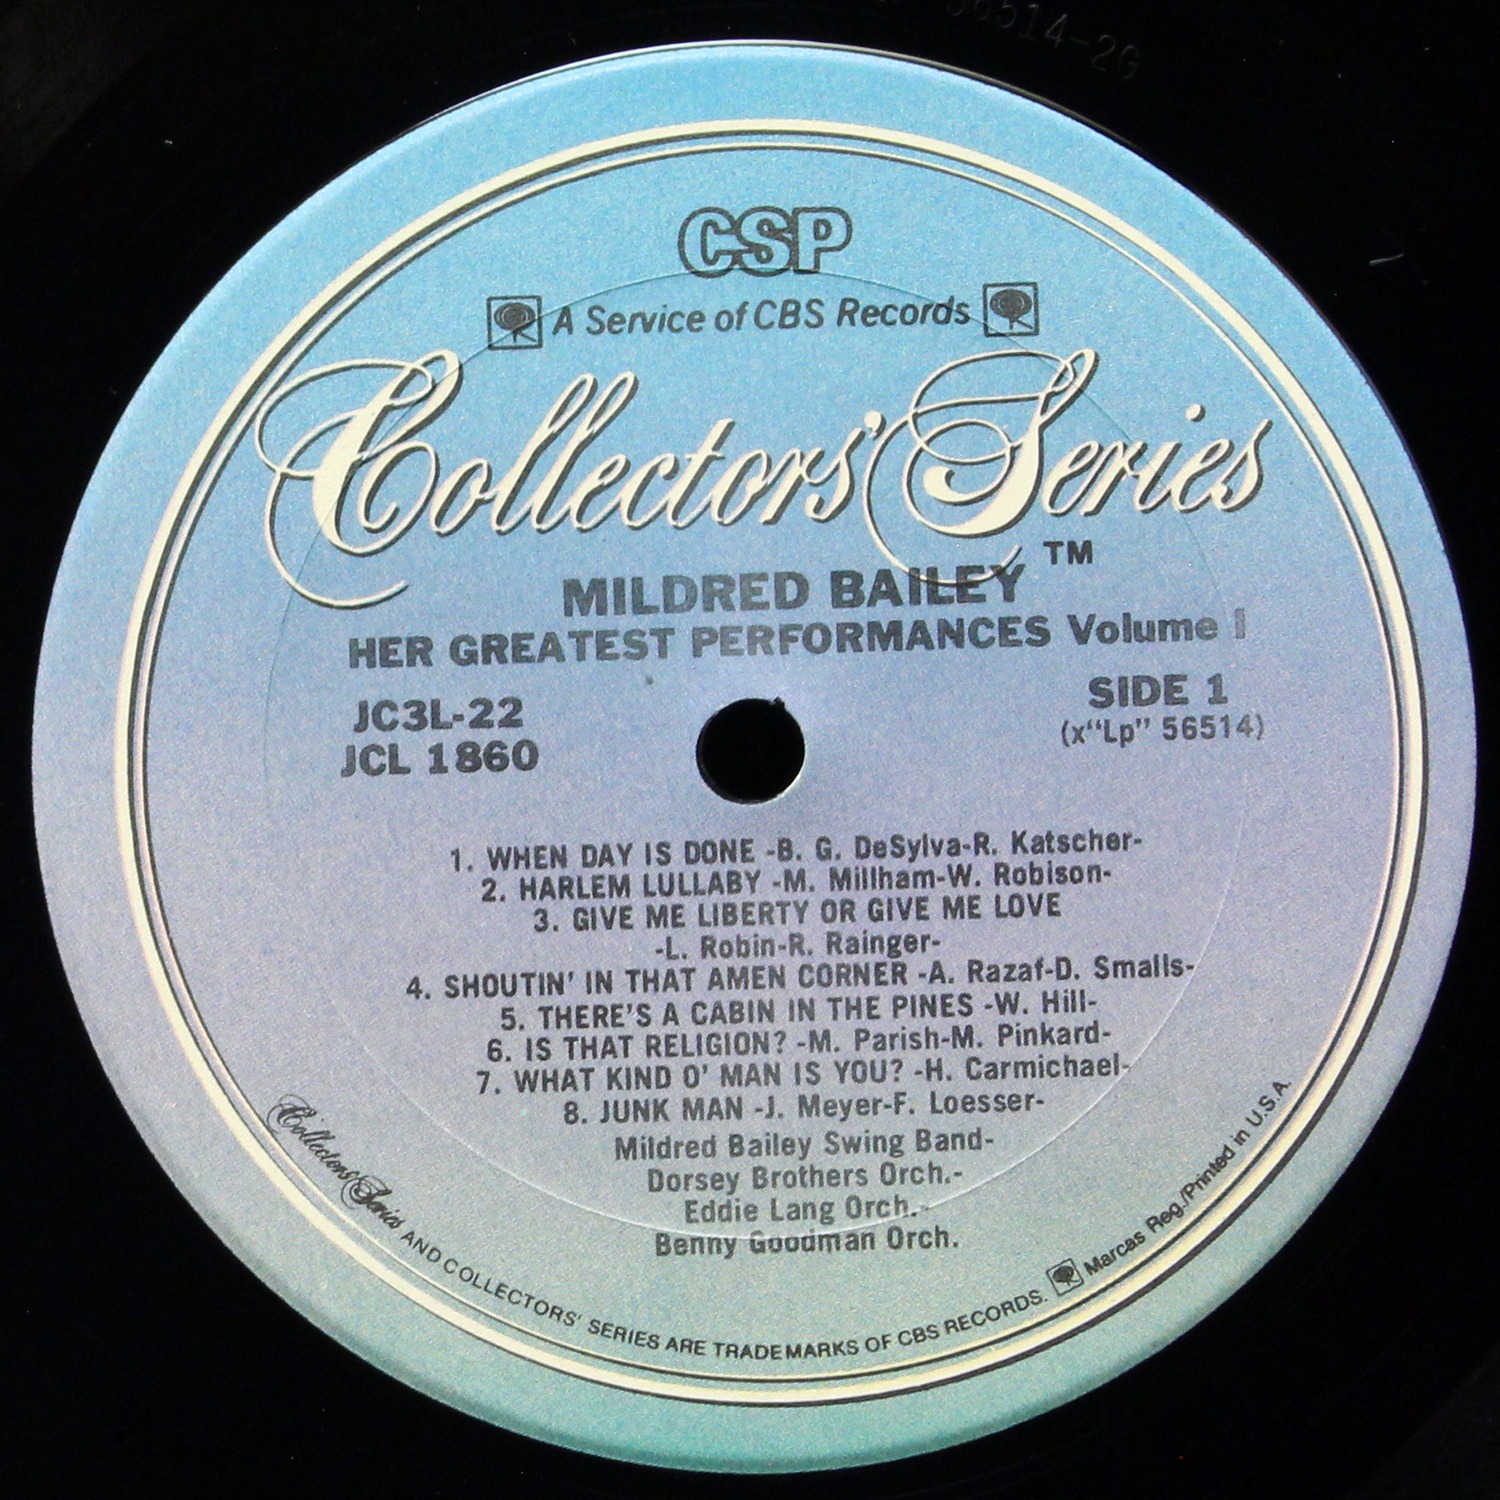 56514-2G
CSP
A Service of CBS Records
Collectors' Series
TM
MILDRED BAILEY
HER GREATEST PERFORMANCES Volume I
JC3L-22
JCL 1860
SIDE 1
(x"Lp" 56514)
1. WHEN DAY IS DONE -B. G. DeSylva-R. Katscher-
2. HARLEM LULLABY -M. Millham-W. Robison-
3. GIVE ME LIBERTY OR GIVE ME LOVE
-L. Robin-R. Rainger-
4. SHOUTIN' IN THAT AMEN CORNER -A. Razaf-D. Smalls-
5. THERE'S A CABIN IN THE PINES -W. Hill-
6. IS THAT RELIGION? -M. Parish-M. Pinkard-
7. WHAT KIND O' MAN IS YOU? -H. Carmichael-
8. JUNK MAN -J. Meyer-F. Loesser-
Mildred Bailey Swing Band-
Dorsey Brothers Orch.-
Eddie Lang Orch.-
Benny Goodman Orch.
Collectors' Series AND COLLECTORS' SERIES ARE TRADEMARKS OF CBS RECORDS. Marcas Reg./Printed in U.S.A.